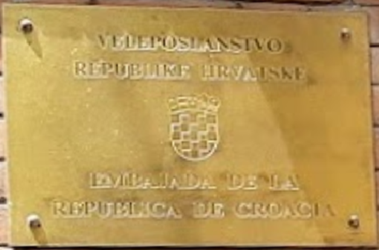 VELEPOSLANSTVO
REPUBLIKE HRVATSKE
EMBAJADA DE LA
REPUBLICA DE CROACIA